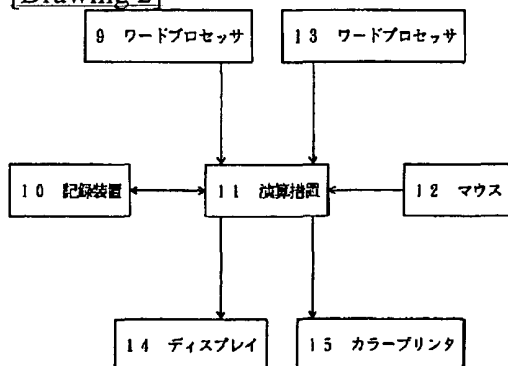 [Drawing 2]
9 ワードプロセッサ
13 ワードプロセッサ
10 記録装置
11 演算措置
12 マウス
14 ディスプレイ
15 カラープリンタ